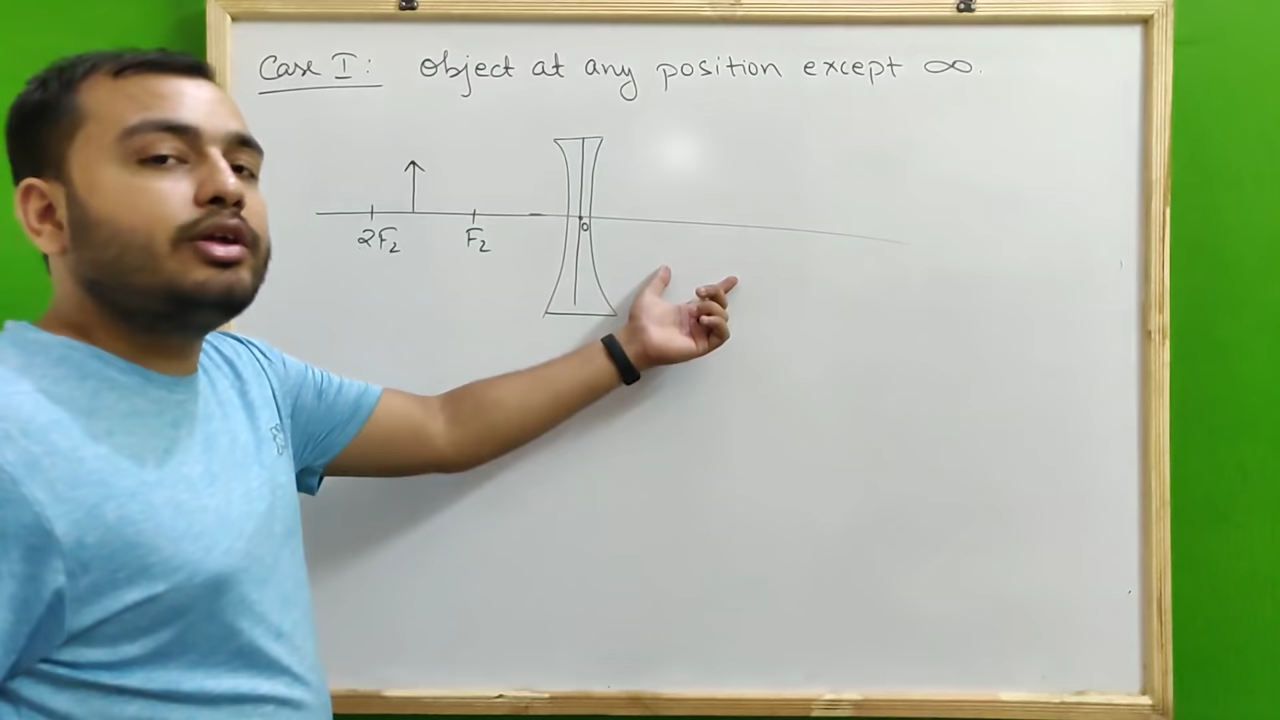 Case I: object at any position except ∞.
2F₂ F₂ O